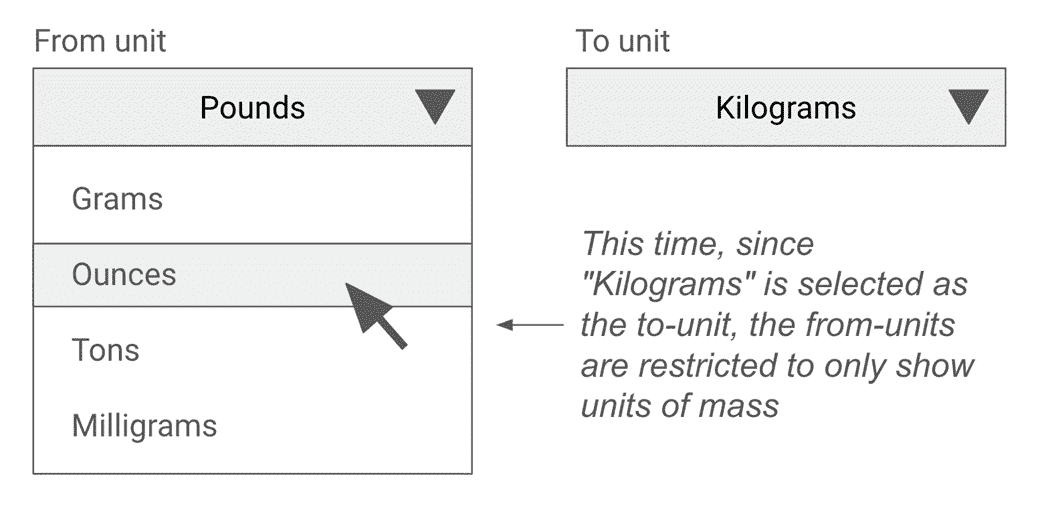 From unit
To unit
Pounds
Kilograms
Grams
Ounces
Tons
Milligrams
This time, since
"Kilograms" is selected as
the to-unit, the from-units
are restricted to only show
units of mass